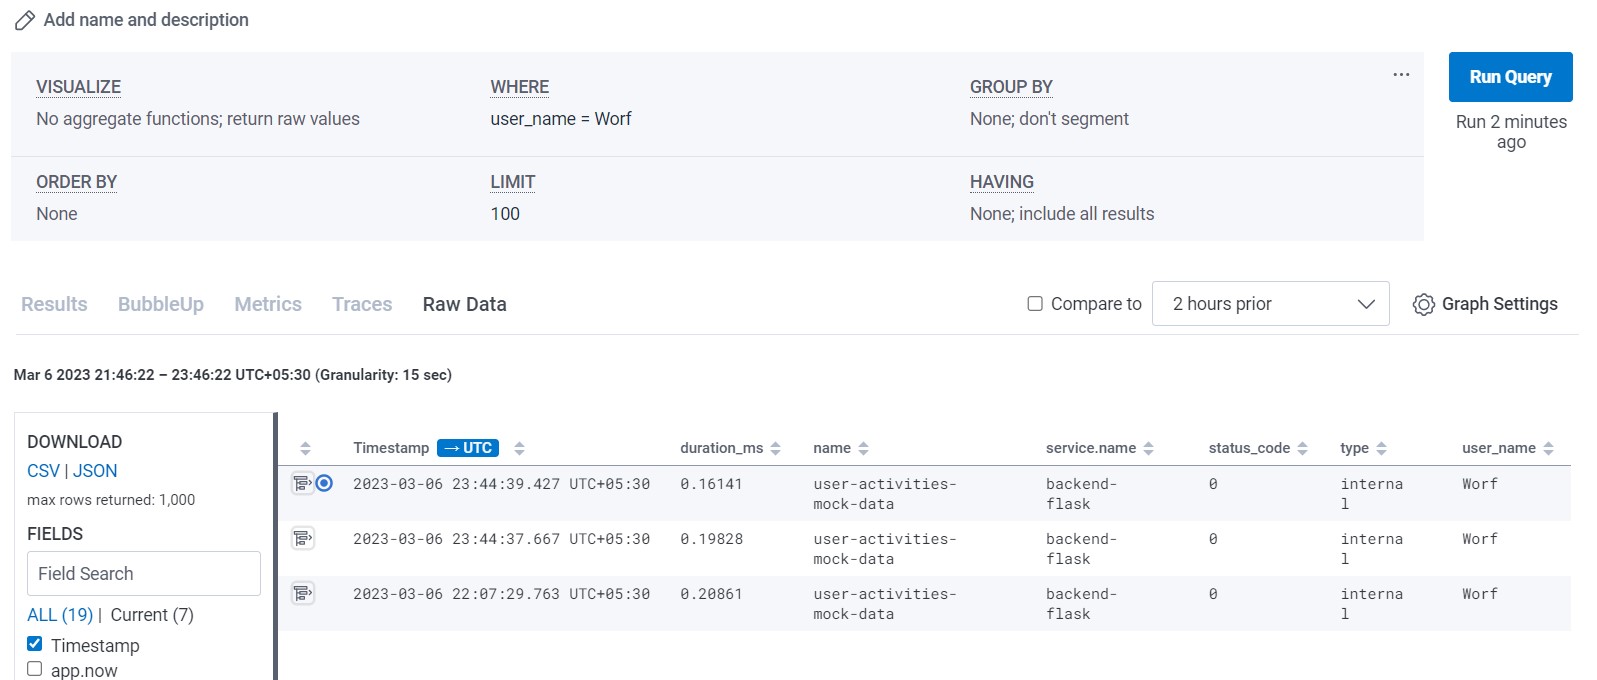 Add name and description
VISUALIZE
No aggregate functions; return raw values
WHERE
user_name = Worf
GROUP BY
None; don't segment
...
Run Query
Run 2 minutes
ago
ORDER BY
None
LIMIT
100
HAVING
None; include all results
Results BubbleUp Metrics Traces Raw Data
Compare to
2 hours prior
Graph Settings
Mar 6 2023 21:46:22 – 23:46:22 UTC+05:30 (Granularity: 15 sec)
DOWNLOAD
CSV | JSON
max rows returned: 1,000
FIELDS
Field Search
ALL (19) | Current (7)
Timestamp
app.now
Timestamp → UTC duration_ms name service.name status_code type user_name
2023-03-06 23:44:39.427 UTC+05:30 0.16141 user-activities- backend- 0 interna Worf
mock-data flask l
2023-03-06 23:44:37.667 UTC+05:30 0.19828 user-activities- backend- 0 interna Worf
mock-data flask l
2023-03-06 22:07:29.763 UTC+05:30 0.20861 user-activities- backend- 0 interna Worf
mock-data flask l